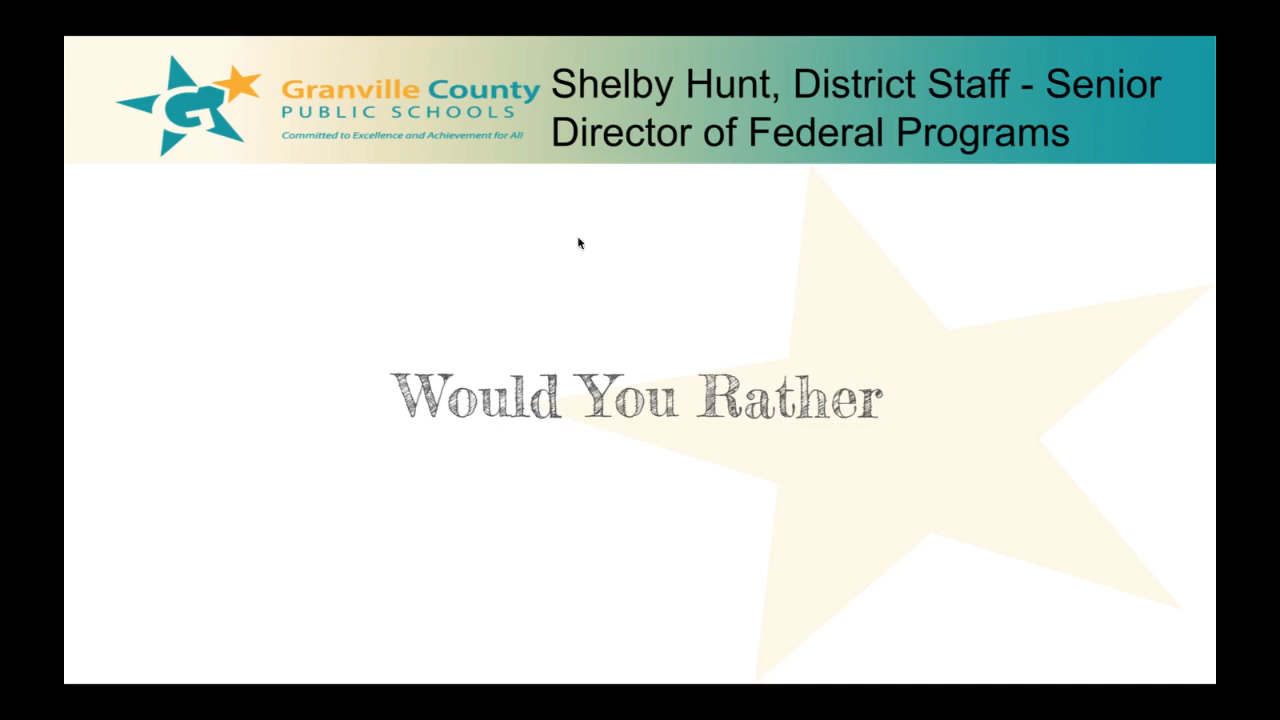 Granville County
PUBLIC SCHOOLS
Committed to Excellence and Achievement for All
Shelby Hunt, District Staff - Senior
Director of Federal Programs
Would You Rather